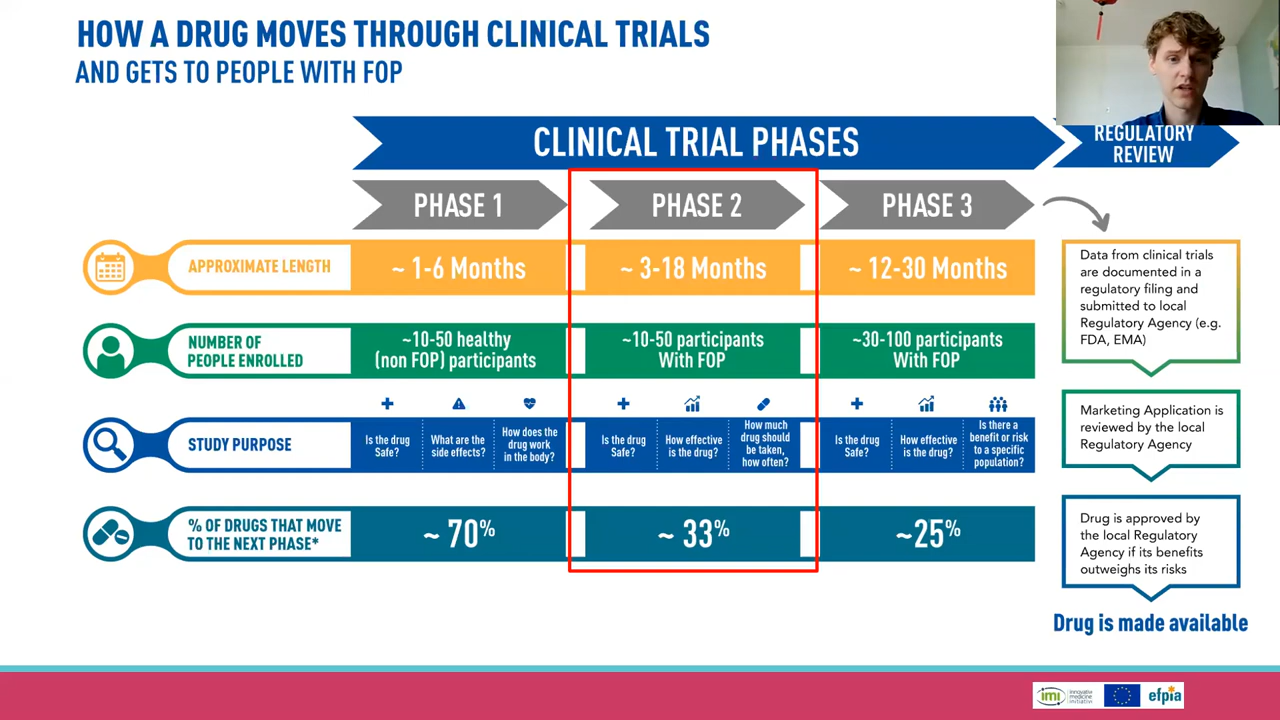 HOW A DRUG MOVES THROUGH CLINICAL TRIALS
AND GETS TO PEOPLE WITH FOP
CLINICAL TRIAL PHASES
REGULATORY
REVIEW
PHASE 1
PHASE 2
PHASE 3
APPROXIMATE LENGTH
~ 1-6 Months
~ 3-18 Months
~ 12-30 Months
NUMBER OF
PEOPLE ENROLLED
~10-50 healthy
(non FOP) participants
~10-50 participants
With FOP
~30-100 participants
With FOP
STUDY PURPOSE
Is the drug
Safe?
What are the
side effects?
How does the
drug work
in the body?
Is the drug
Safe?
How effective
is the drug?
How much
drug should
be taken,
how often?
Is the drug
Safe?
How effective
is the drug?
Is there a
benefit or risk
to a specific
population?
% OF DRUGS THAT MOVE
TO THE NEXT PHASE*
~ 70%
~ 33%
~25%
Data from clinical trials
are documented in a
regulatory filing and
submitted to local
Regulatory Agency (e.g.
FDA, EMA)
Marketing Application is
reviewed by the local
Regulatory Agency
Drug is approved by
the local Regulatory
Agency if its benefits
outweighs its risks
Drug is made available
imi
innovative
medicines
initiative
efpia